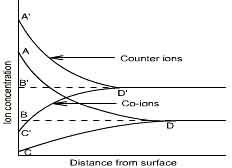 A'
A
Counter ions
B'
D'
Co-ions
B
D
C'
C
Ion concentration
Distance from surface